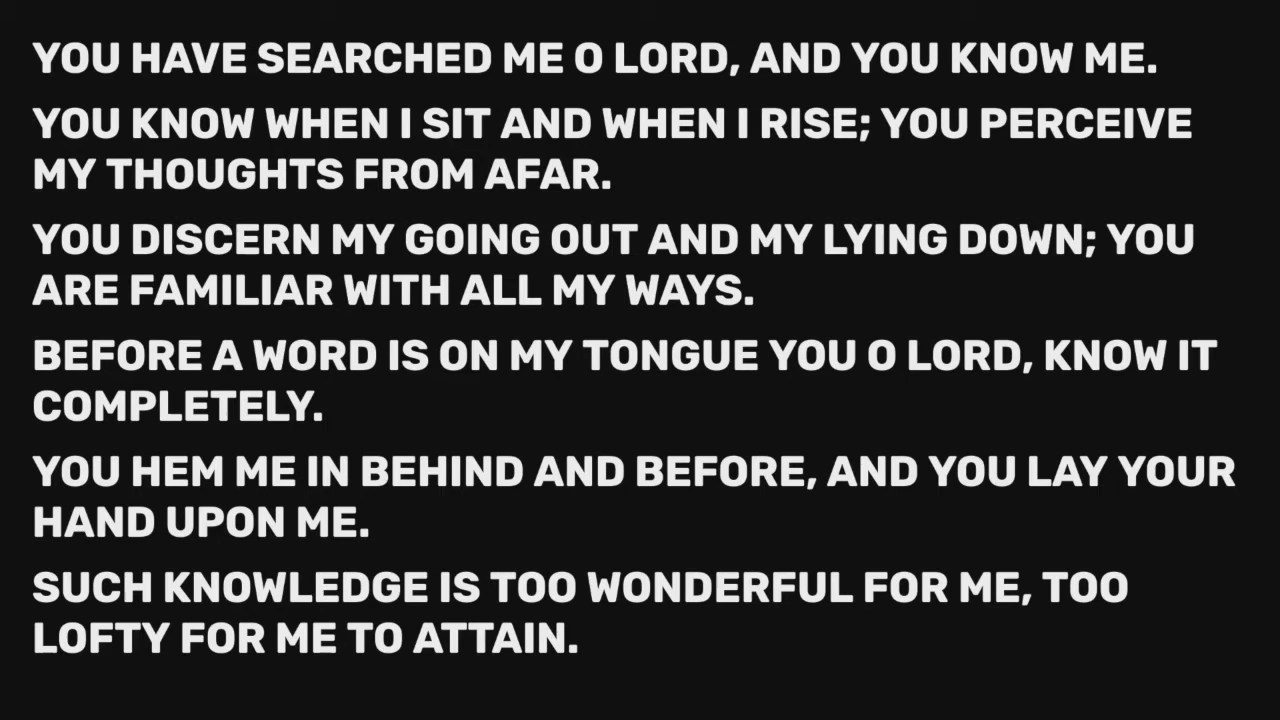 YOU HAVE SEARCHED ME O LORD, AND YOU KNOW ME.
YOU KNOW WHEN I SIT AND WHEN I RISE; YOU PERCEIVE
MY THOUGHTS FROM AFAR.
YOU DISCERN MY GOING OUT AND MY LYING DOWN; YOU
ARE FAMILIAR WITH ALL MY WAYS.
BEFORE A WORD IS ON MY TONGUE YOU O LORD, KNOW IT
COMPLETELY.
YOU HEM ME IN BEHIND AND BEFORE, AND YOU LAY YOUR
HAND UPON ME.
SUCH KNOWLEDGE IS TOO WONDERFUL FOR ME, TOO
LOFTY FOR ME TO ATTAIN.